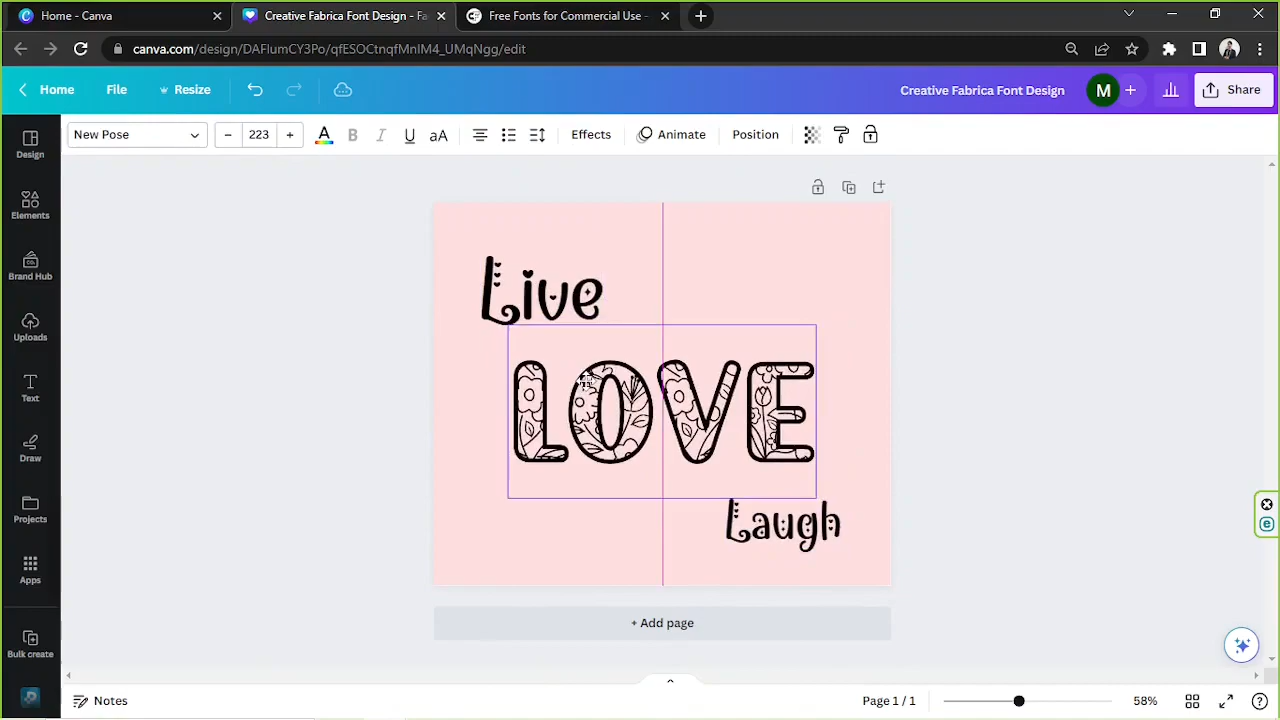 Home - Canva
Creative Fabrica Font Design - Fa
Free Fonts for Commercial Use -
canva.com/design/DAFlumCY3Po/qfESOCtnqfMnIM4_UMqNgg/edit
Home
File
Resize
Creative Fabrica Font Design
M
Share
New Pose
223
A
B
I
U
aA
Effects
Animate
Position
Design
Elements
Brand Hub
Uploads
Text
Draw
Projects
Apps
Bulk create
Live
LOVE
Laugh
+ Add page
Notes
Page 1 / 1
58%